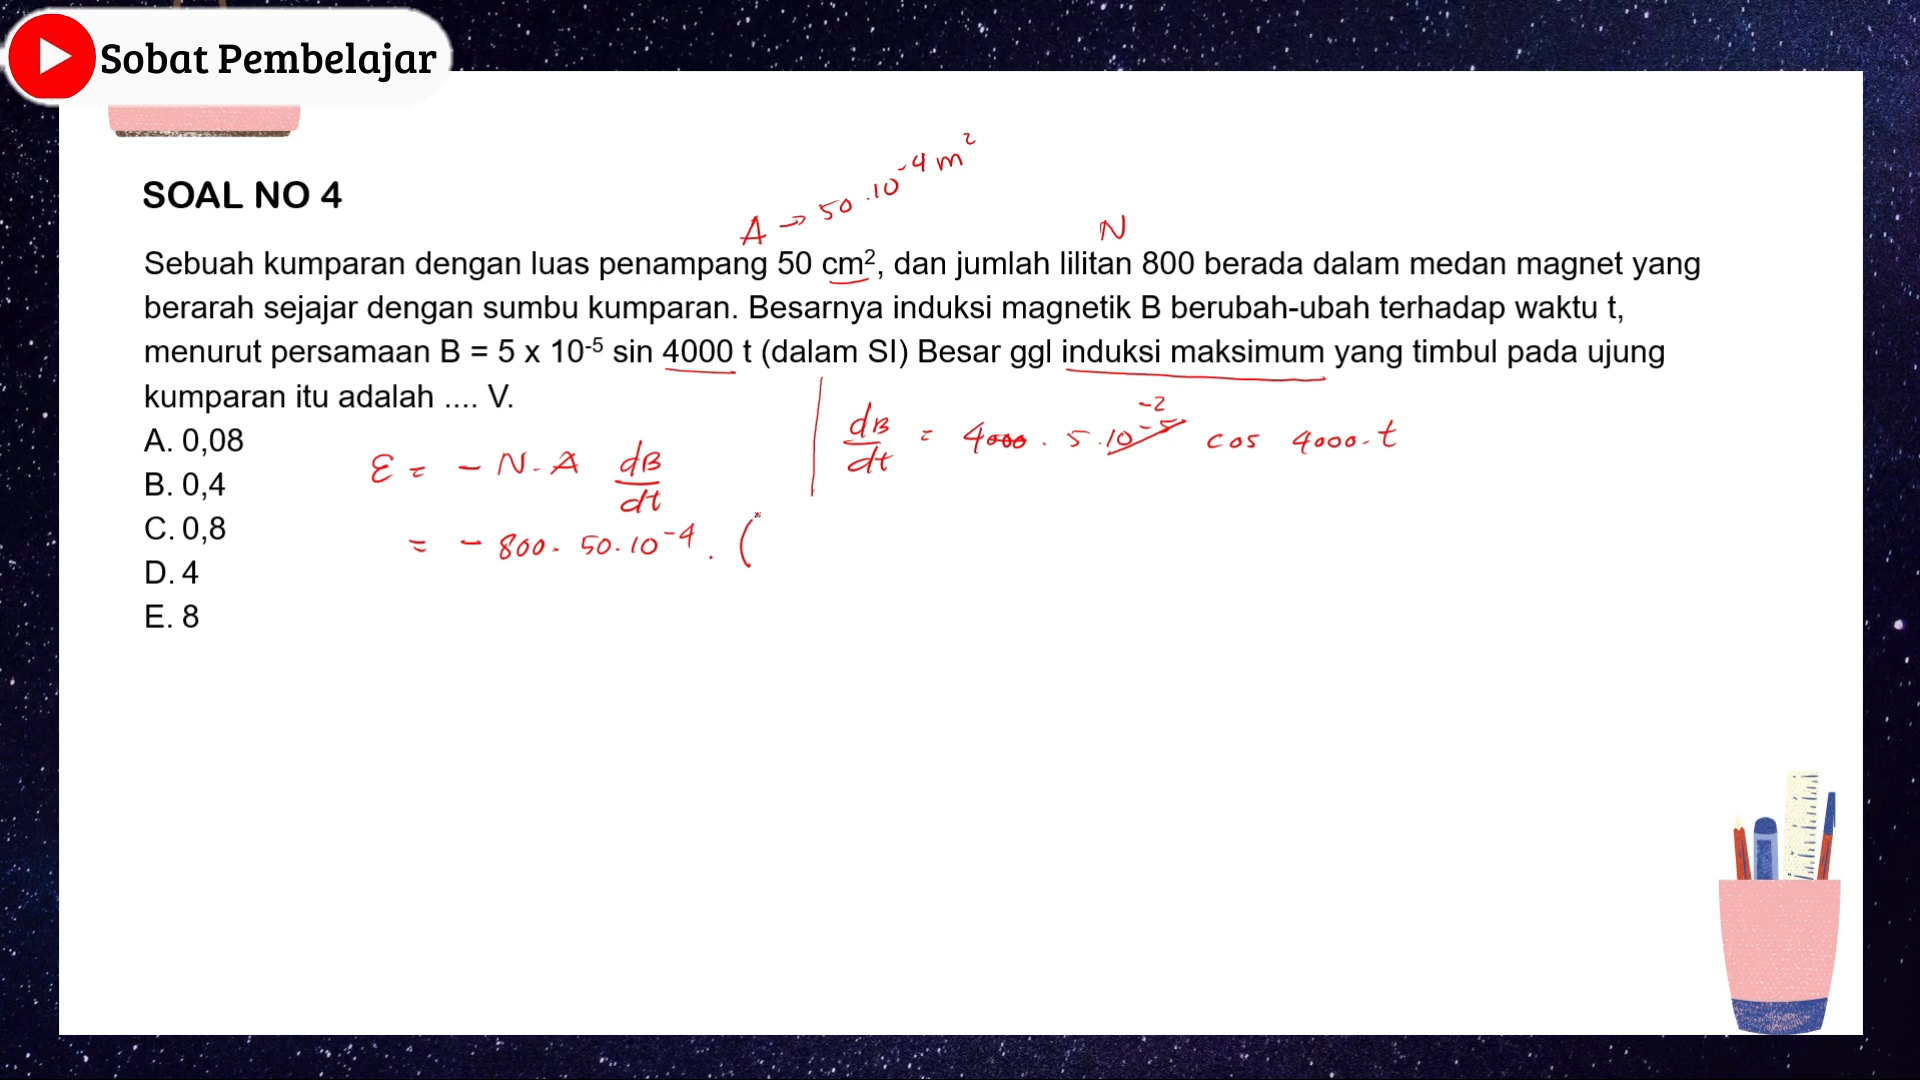 Sobat Pembelajar
SOAL NO 4
A → 50 . 10⁻⁴ m²
N
Sebuah kumparan dengan luas penampang 50 cm², dan jumlah lilitan 800 berada dalam medan magnet yang
berarah sejajar dengan sumbu kumparan. Besarnya induksi magnetik B berubah-ubah terhadap waktu t,
menurut persamaan B = 5 x 10⁻⁵ sin 4000 t (dalam SI) Besar ggl induksi maksimum yang timbul pada ujung
kumparan itu adalah .... V.
A. 0,08
B. 0,4
C. 0,8
D. 4
E. 8
ε = - N . A dB/dt
= - 800 . 50 . 10⁻⁴ . (
dB/dt = 4000 . 5 . 10⁻⁵ cos 4000 . t
-2